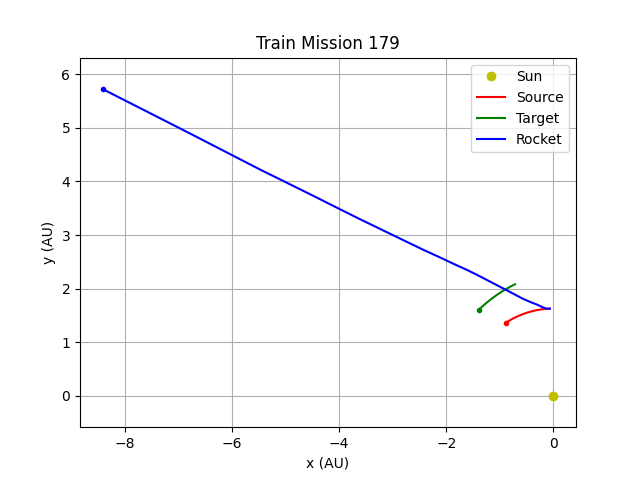 Train Mission 179
Sun
Source
Target
Rocket
y (AU)
6
5
4
3
2
1
0
−8
−6
−4
−2
0
x (AU)